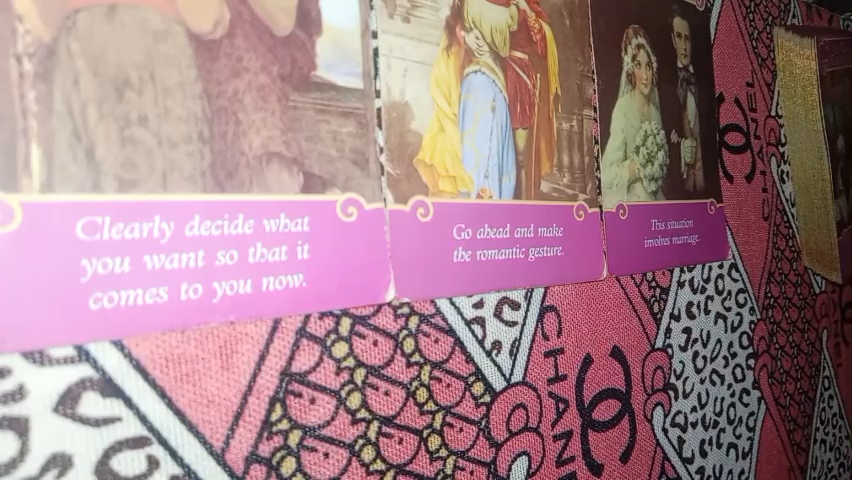 Clearly decide what
you want so that it
comes to you now.
Go ahead and make
the romantic gesture.
This situation
involves marriage.
CHANEL
CHANEL